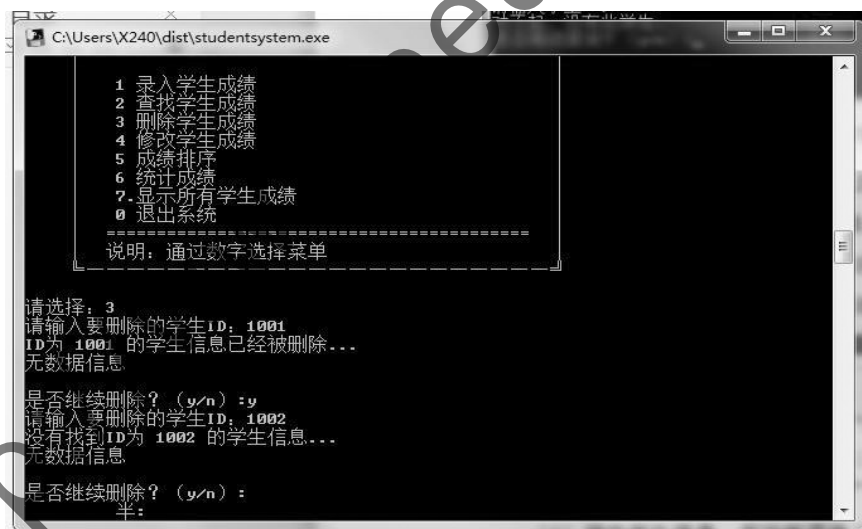 目录
C:\Users\X240\dist\studentsystem.exe
1 录入学生成绩
2 查找学生成绩
3 删除学生成绩
4 修改学生成绩
5 成绩排序
6 统计成绩
7.显示所有学生成绩
0 退出系统
========================================
说明：通过数字选择菜单
请选择：3
请输入要删除的学生ID：1001
ID为 1001 的学生信息已经被删除...
无数据信息
是否继续删除？（y/n）:y
请输入要删除的学生ID：1002
没有找到ID为 1002 的学生信息...
无数据信息
是否继续删除？（y/n）:
半: